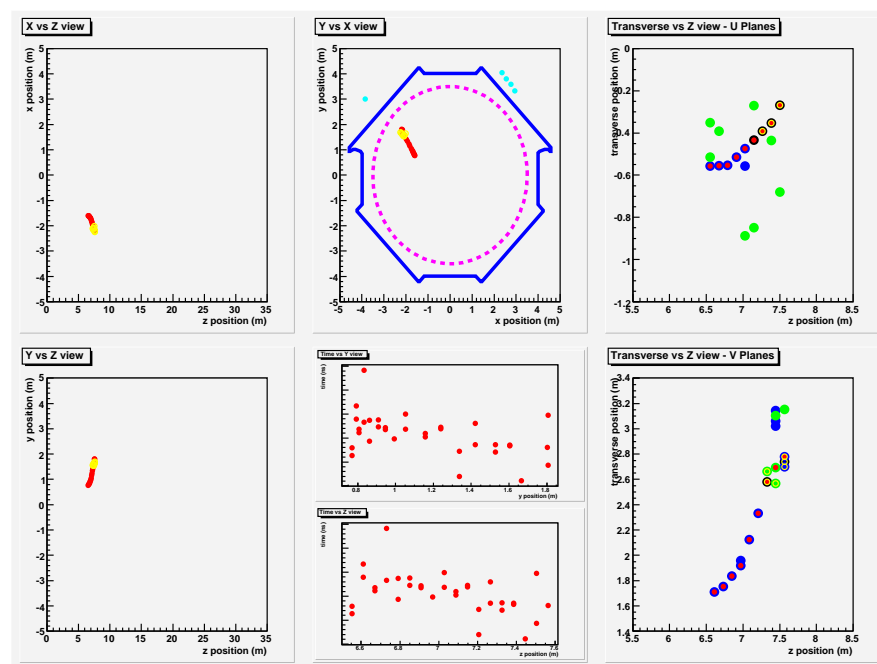 X vs Z view
x position (m)
5
4
3
2
1
0
-1
-2
-3
-4
-5
0 5 10 15 20 25 30 35
z position (m)
Y vs X view
y position (m)
5
4
3
2
1
0
-1
-2
-3
-4
-5
-5 -4 -3 -2 -1 0 1 2 3 4 5
x position (m)
Transverse vs Z view - U Planes
transverse position (m)
0
-0.2
-0.4
-0.6
-0.8
-1
-1.2
5.5 6 6.5 7 7.5 8 8.5
z position (m)
Y vs Z view
y position (m)
5
4
3
2
1
0
-1
-2
-3
-4
-5
0 5 10 15 20 25 30 35
z position (m)
Time vs Y view
time (ns)
0.8 1 1.2 1.4 1.6 1.8
y position (m)
Time vs Z view
time (ns)
6.6 6.8 7 7.2 7.4 7.6
z position (m)
Transverse vs Z view - V Planes
transverse position (m)
3.4
3.2
3
2.8
2.6
2.4
2.2
2
1.8
1.6
1.4
5.5 6 6.5 7 7.5 8 8.5
z position (m)